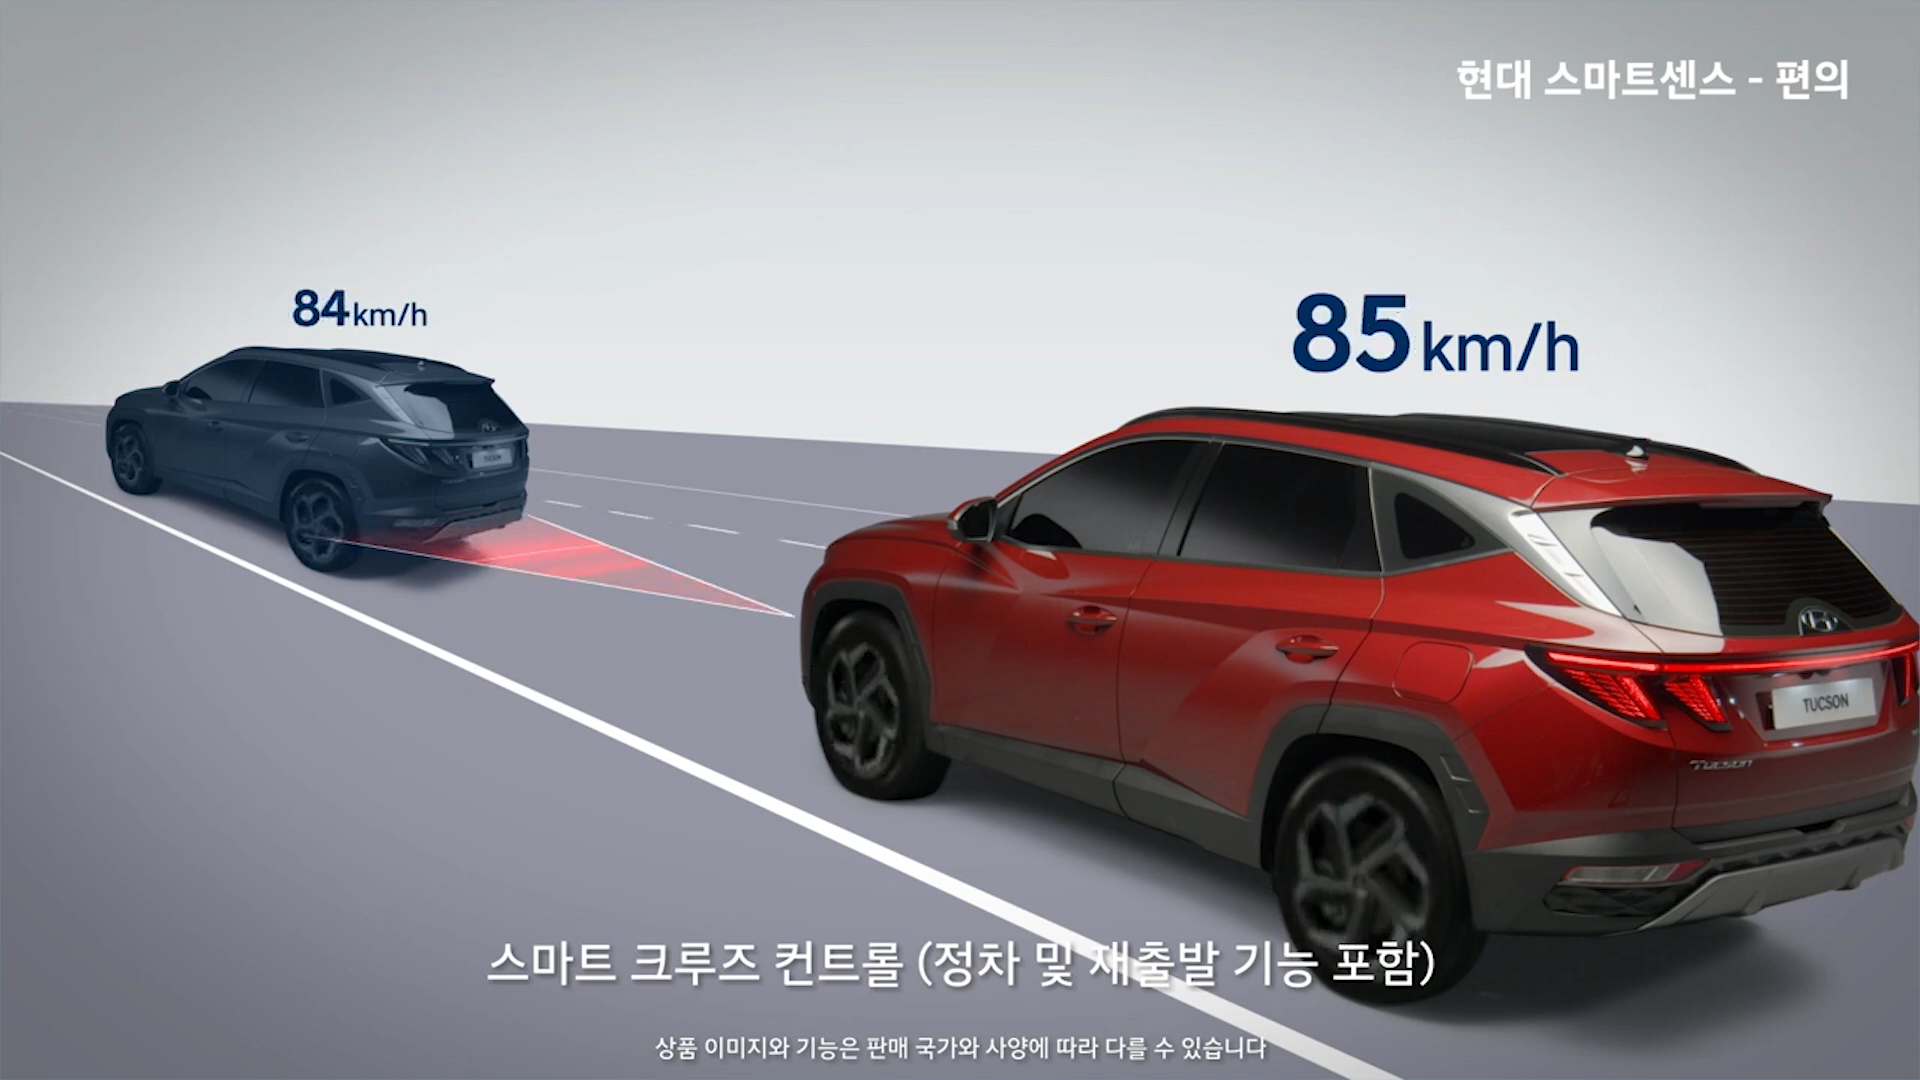 현대 스마트센스 - 편의
84km/h
85km/h
TUCSON
TUCSON
TUCSON
스마트 크루즈 컨트롤 (정차 및 재출발 기능 포함)
상품 이미지와 기능은 판매 국가와 사양에 따라 다를 수 있습니다